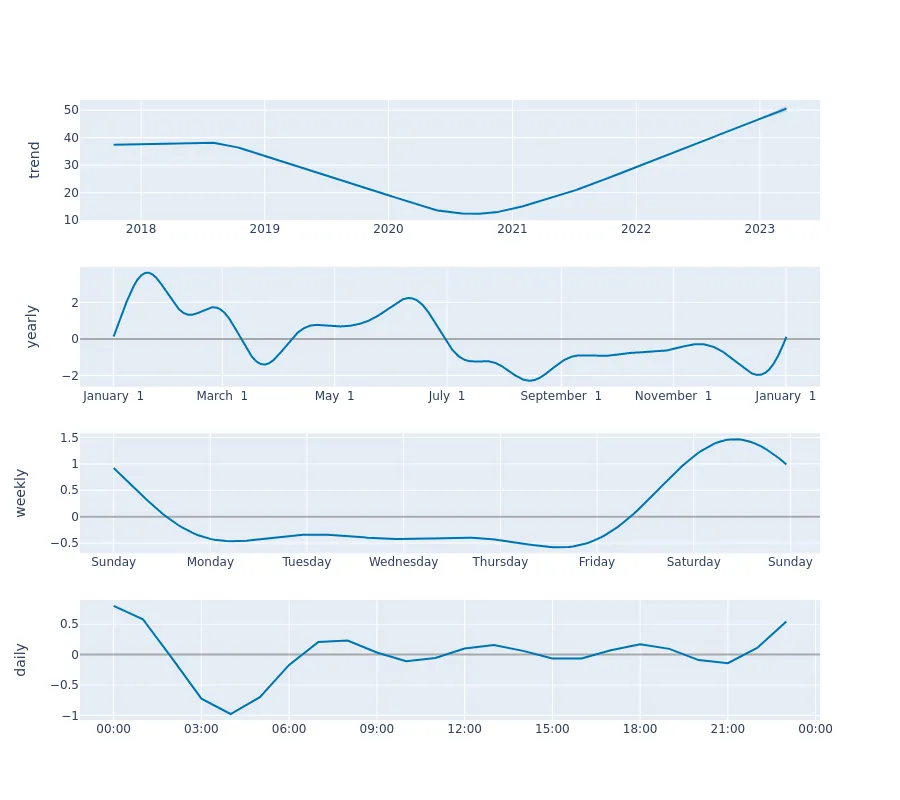 trend
50
40
30
20
10
2018 2019 2020 2021 2022 2023
yearly
2
0
−2
January 1 March 1 May 1 July 1 September 1 November 1 January 1
weekly
1.5
1
0.5
0
−0.5
Sunday Monday Tuesday Wednesday Thursday Friday Saturday Sunday
daily
0.5
0
−0.5
−1
00:00 03:00 06:00 09:00 12:00 15:00 18:00 21:00 00:00